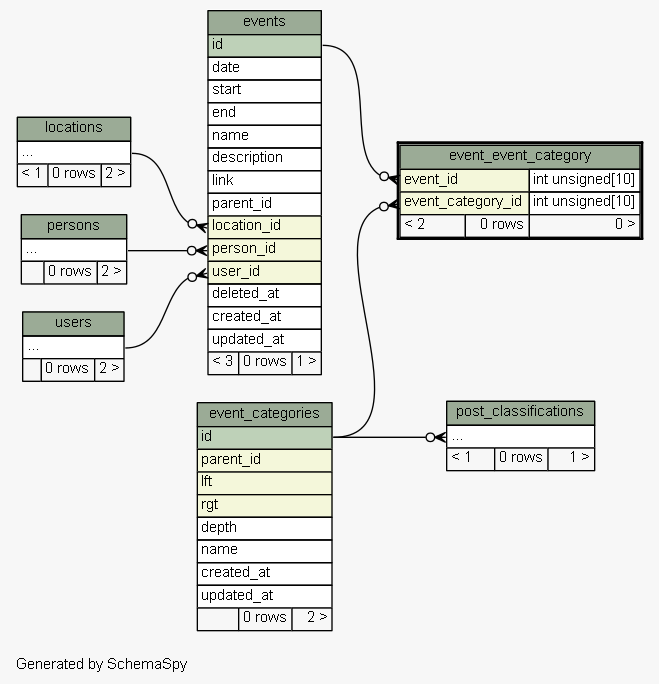 events
id
date
start
end
name
description
link
parent_id
location_id
person_id
user_id
deleted_at
created_at
updated_at
< 3 0 rows 1 >
locations
...
< 1 0 rows 2 >
persons
...
0 rows 2 >
users
...
0 rows 2 >
event_event_category
event_id int unsigned[10]
event_category_id int unsigned[10]
< 2 0 rows 0 >
event_categories
id
parent_id
lft
rgt
depth
name
created_at
updated_at
0 rows 2 >
post_classifications
...
< 1 0 rows 1 >
Generated by SchemaSpy